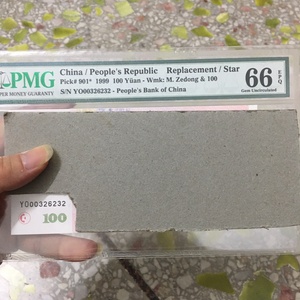 PMG
PAPER MONEY GUARANTY
China / People's Republic Replacement / Star
Pick# 901* 1999 100 Yüan - Wmk: M. Zedong & 100
S/N YO00326232 - People's Bank of China
66 EPQ
Gem Uncirculated
YO00326232
100